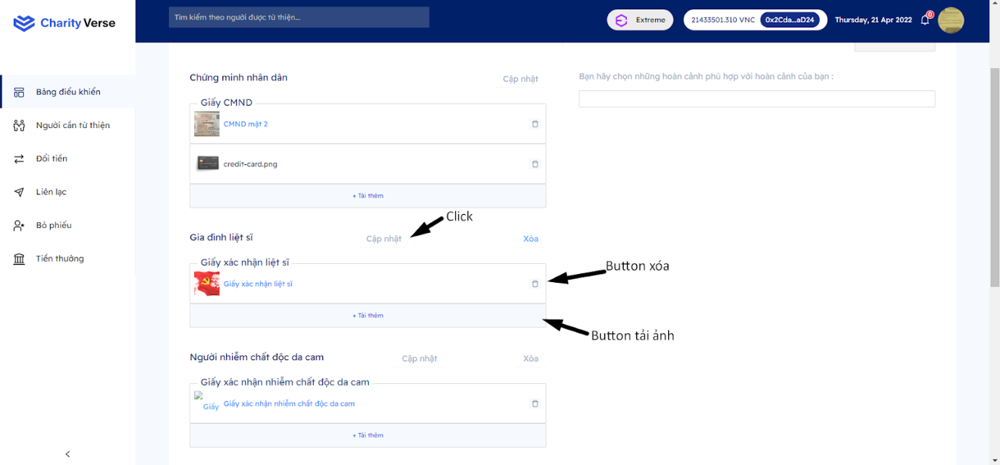 Charity Verse
Tìm kiếm theo người được từ thiện...
Extreme
21433501.310 VNC
0x2Cda...aD24
Thursday, 21 Apr 2022
0
Bảng điều khiển
Người cần từ thiện
Đổi tiền
Liên lạc
Bỏ phiếu
Tiền thưởng
<
Chứng minh nhân dân
Cập nhật
Giấy CMND
CMND mặt 2
credit-card.png
+ Tải thêm
Bạn hãy chọn những hoàn cảnh phù hợp với hoàn cảnh của bạn :
Click
Gia đình liệt sĩ
Cập nhật
Xóa
Giấy xác nhận liệt sĩ
Giấy xác nhận liệt sĩ
Button xóa
+ Tải thêm
Button tải ảnh
Người nhiễm chất độc da cam
Cập nhật
Xóa
Giấy xác nhận nhiễm chất độc da cam
Giấy
Giấy xác nhận nhiễm chất độc da cam
+ Tải thêm